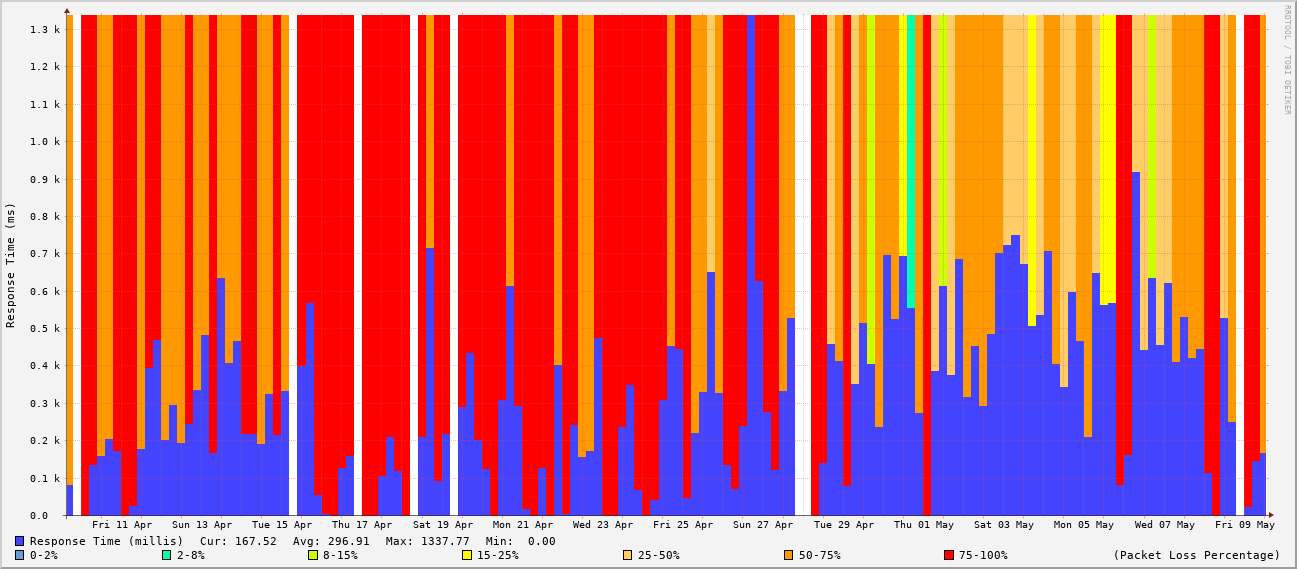 RRDTOOL / TOBI OETIKER
Response Time (ms)
1.3 k
1.2 k
1.1 k
1.0 k
0.9 k
0.8 k
0.7 k
0.6 k
0.5 k
0.4 k
0.3 k
0.2 k
0.1 k
0.0
Fri 11 Apr Sun 13 Apr Tue 15 Apr Thu 17 Apr Sat 19 Apr Mon 21 Apr Wed 23 Apr Fri 25 Apr Sun 27 Apr Tue 29 Apr Thu 01 May Sat 03 May Mon 05 May Wed 07 May Fri 09 May
Response Time (millis) Cur: 167.52 Avg: 296.91 Max: 1337.77 Min: 0.00
0-2% 2-8% 8-15% 15-25% 25-50% 50-75% 75-100% (Packet Loss Percentage)